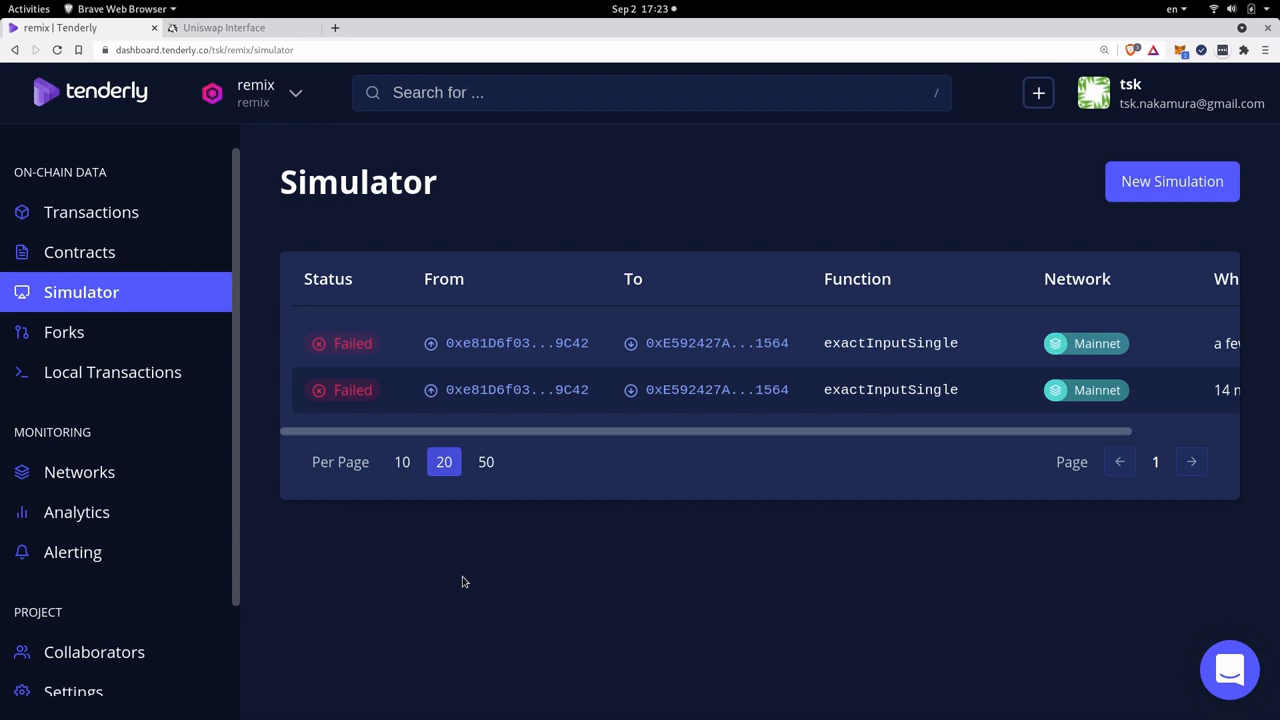 Activities Brave Web Browser Sep 2 17:23 en
remix | Tenderly Uniswap Interface
dashboard.tenderly.co/tsk/remix/simulator
tenderly
remix
remix
Search for ...
/
tsk
tsk.nakamura@gmail.com
ON-CHAIN DATA
Transactions
Contracts
Simulator
Forks
Local Transactions
MONITORING
Networks
Analytics
Alerting
PROJECT
Collaborators
Settings
Simulator
New Simulation
Status From To Function Network Wh
Failed 0xe81D6f03...9C42 0xE592427A...1564 exactInputSingle Mainnet a fe
Failed 0xe81D6f03...9C42 0xE592427A...1564 exactInputSingle Mainnet 14 
Per Page 10 20 50 Page 1